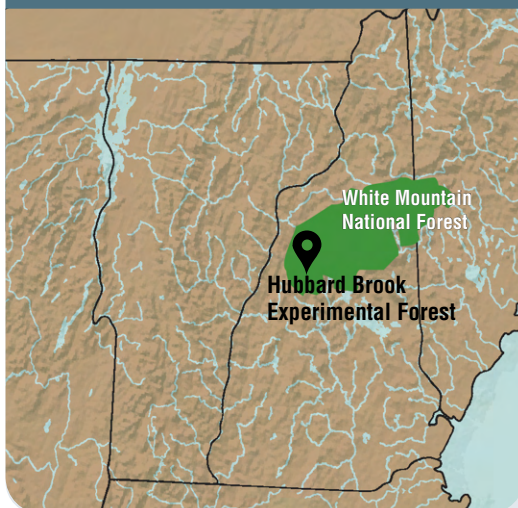 White Mountain
National Forest
Hubbard Brook
Experimental Forest